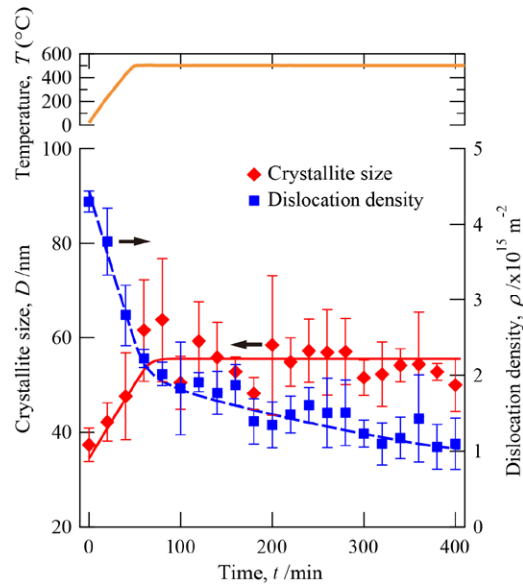 Temperature, T (°C)
600
400
200
0
Crystallite size, D /nm
100
80
60
40
20
Crystallite size
Dislocation density
5
4
3
2
1
0
Dislocation density, ρ /x10¹⁵ m⁻²
0 100 200 300 400
Time, t /min